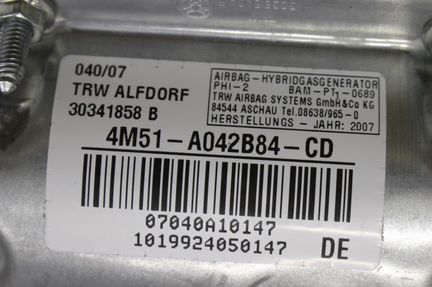 040/07
TRW ALFDORF
30341858 B
AIRBAG-HYBRIDGASGENERATOR
PHI-2 BAM-PT1-0689
TRW AIRBAG SYSTEMS GmbH&Co KG
84544 ASCHAU Tel.08638/965-0
HERSTELLUNGS - JAHR: 2007
4M51-A042B84-CD
07040A10147
1019924050147
DE